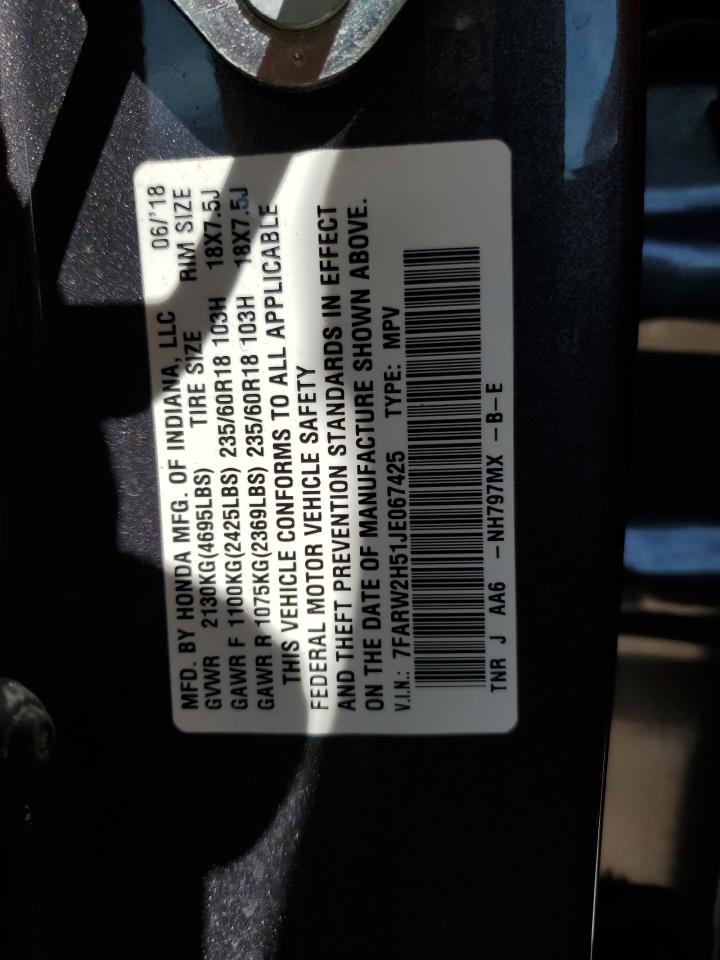 MFD. BY HONDA MFG. OF INDIANA, LLC 06/'18
GVWR 2130KG(4695LBS) TIRE SIZE RIM SIZE
GAWR F 1100KG(2425LBS) 235/60R18 103H 18X7.5J
GAWR R 1075KG(2369LBS) 235/60R18 103H 18X7.5J
THIS VEHICLE CONFORMS TO ALL APPLICABLE
FEDERAL MOTOR VEHICLE SAFETY
AND THEFT PREVENTION STANDARDS IN EFFECT
ON THE DATE OF MANUFACTURE SHOWN ABOVE.
V.I.N.: 7FARW2H51JE067425 TYPE: MPV
TNR J AA6 -NH797MX -B-E